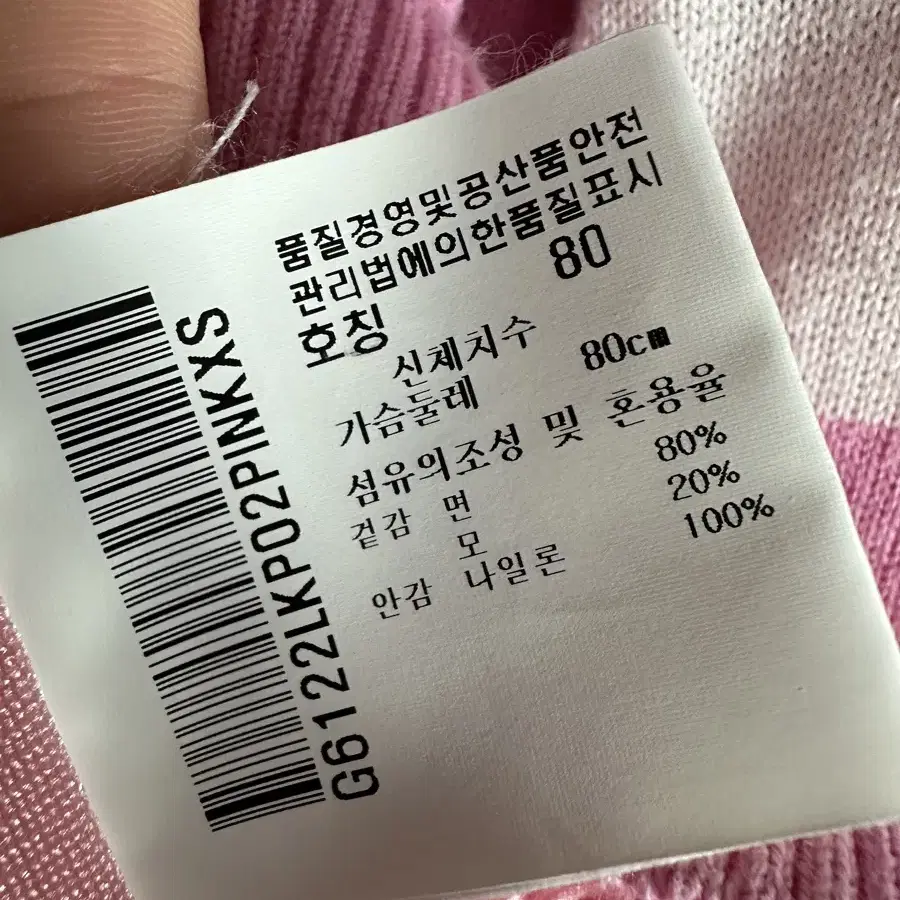 품질경영및공산품안전
관리법에의한품질표시
호칭 80
신체치수
가슴둘레 80cm
섬유의조성 및 혼용율
겉감 면 80%
모 20%
안감 나일론 100%
G6122LKP02PINKXS